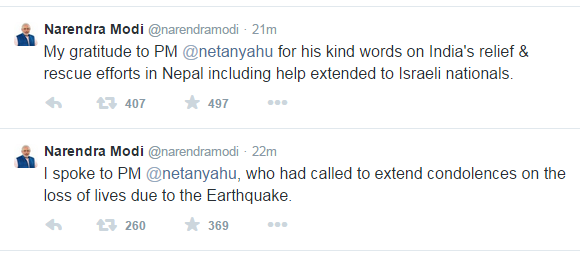 Narendra Modi @narendramodi · 21m
My gratitude to PM @netanyahu for his kind words on India's relief &
rescue efforts in Nepal including help extended to Israeli nationals.
407 497
Narendra Modi @narendramodi · 22m
I spoke to PM @netanyahu, who had called to extend condolences on the
loss of lives due to the Earthquake.
260 369